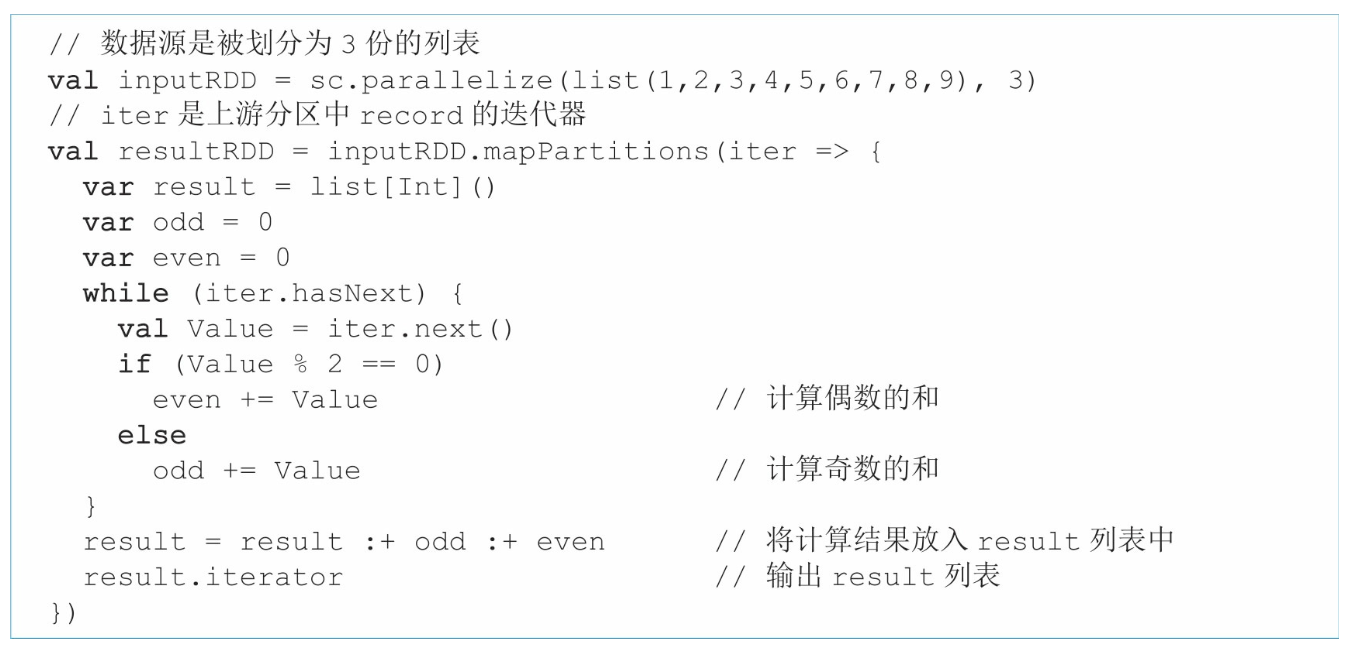 // 数据源是被划分为 3 份的列表
val inputRDD = sc.parallelize(list(1,2,3,4,5,6,7,8,9), 3)
// iter 是上游分区中 record 的迭代器
val resultRDD = inputRDD.mapPartitions(iter => {
  var result = list[Int]()
  var odd = 0
  var even = 0
  while (iter.hasNext) {
    val Value = iter.next()
    if (Value % 2 == 0)
      even += Value                    // 计算偶数的和
    else
      odd += Value                     // 计算奇数的和
  }
  result = result :+ odd :+ even       // 将计算结果放入 result 列表中
  result.iterator                      // 输出 result 列表
})